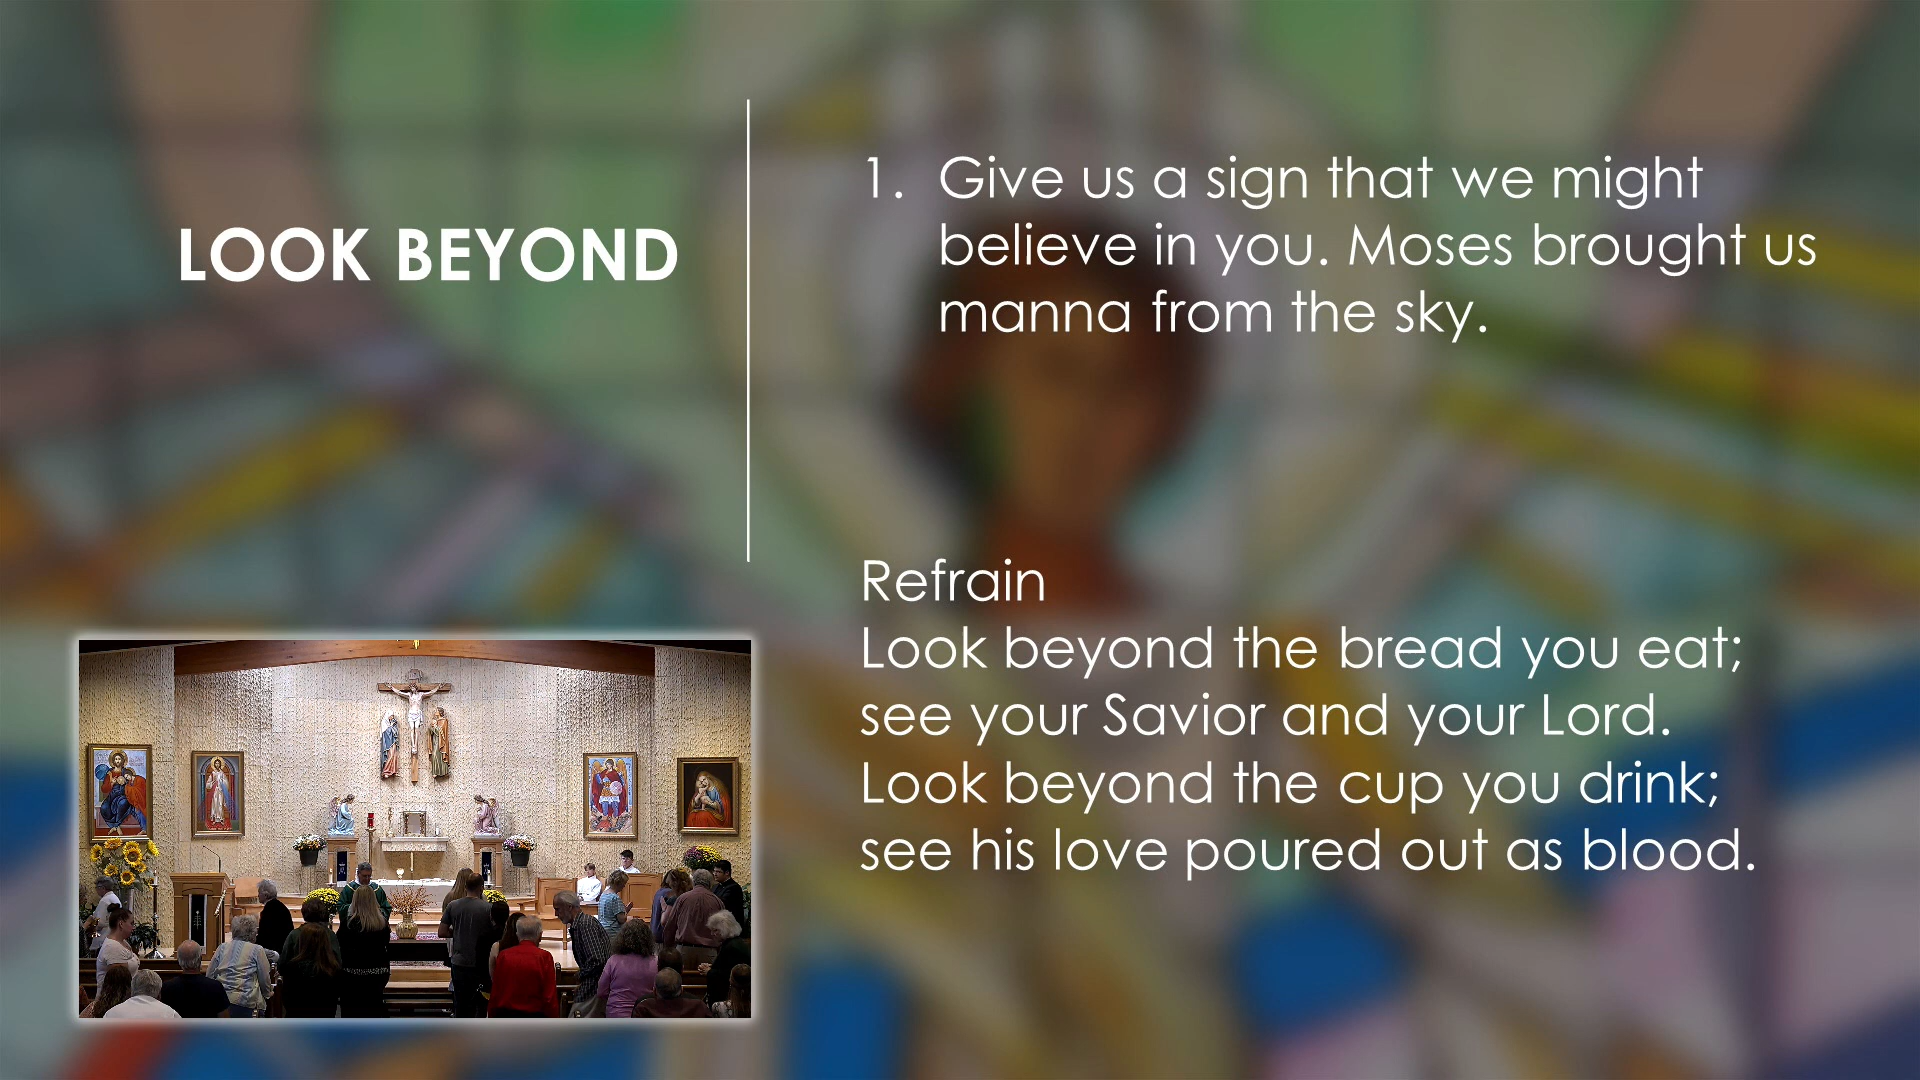 LOOK BEYOND
1. Give us a sign that we might
believe in you. Moses brought us
manna from the sky.
Refrain
Look beyond the bread you eat;
see your Savior and your Lord.
Look beyond the cup you drink;
see his love poured out as blood.